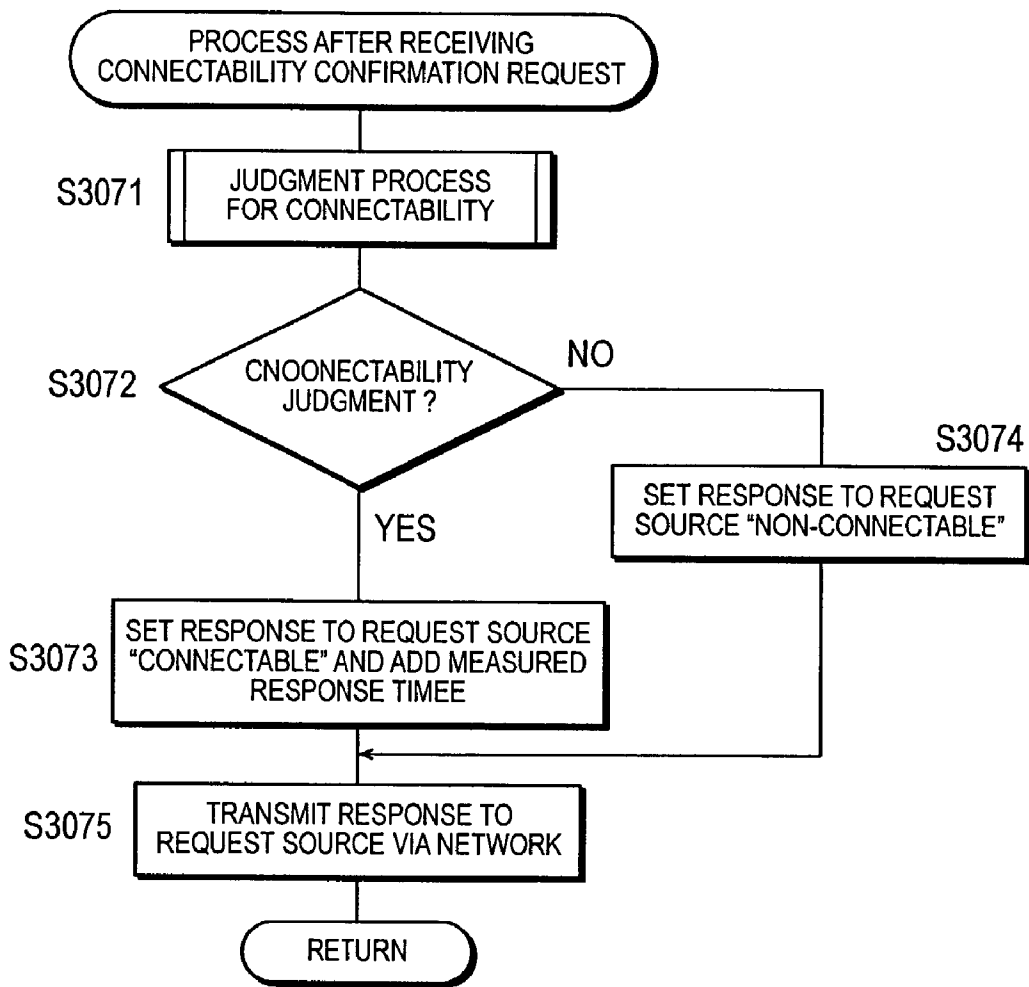 PROCESS AFTER RECEIVING
CONNECTABILITY CONFIRMATION REQUEST
S3071
JUDGMENT PROCESS
FOR CONNECTABILITY
S3072
CNOONECTABILITY
JUDGMENT ?
NO
YES
S3074
SET RESPONSE TO REQUEST
SOURCE “NON-CONNECTABLE”
S3073
SET RESPONSE TO REQUEST SOURCE
“CONNECTABLE” AND ADD MEASURED
RESPONSE TIMEE
S3075
TRANSMIT RESPONSE TO
REQUEST SOURCE VIA NETWORK
RETURN